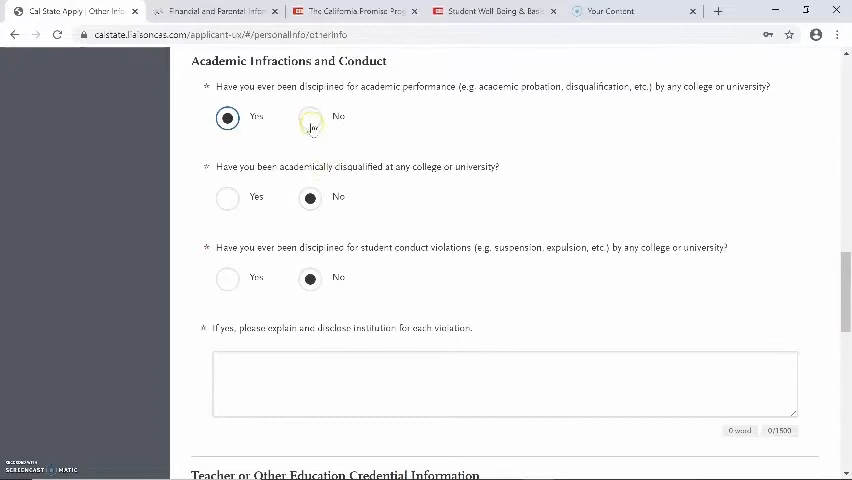 Cal State Apply | Other Info
Financial and Parental Infor
The California Promise Prog
Student Well-Being & Basic
Your Content
calstate.liaisoncas.com/applicant-ux/#/personalInfo/otherInfo
Academic Infractions and Conduct
* Have you ever been disciplined for academic performance (e.g. academic probation, disqualification, etc.) by any college or university?
Yes No
* Have you been academically disqualified at any college or university?
Yes No
* Have you ever been disciplined for student conduct violations (e.g. suspension, expulsion, etc.) by any college or university?
Yes No
* If yes, please explain and disclose institution for each violation.
0 word 0/1500
RECORDED WITH
SCREENCAST-O-MATIC
Teacher or Other Education Credential Information